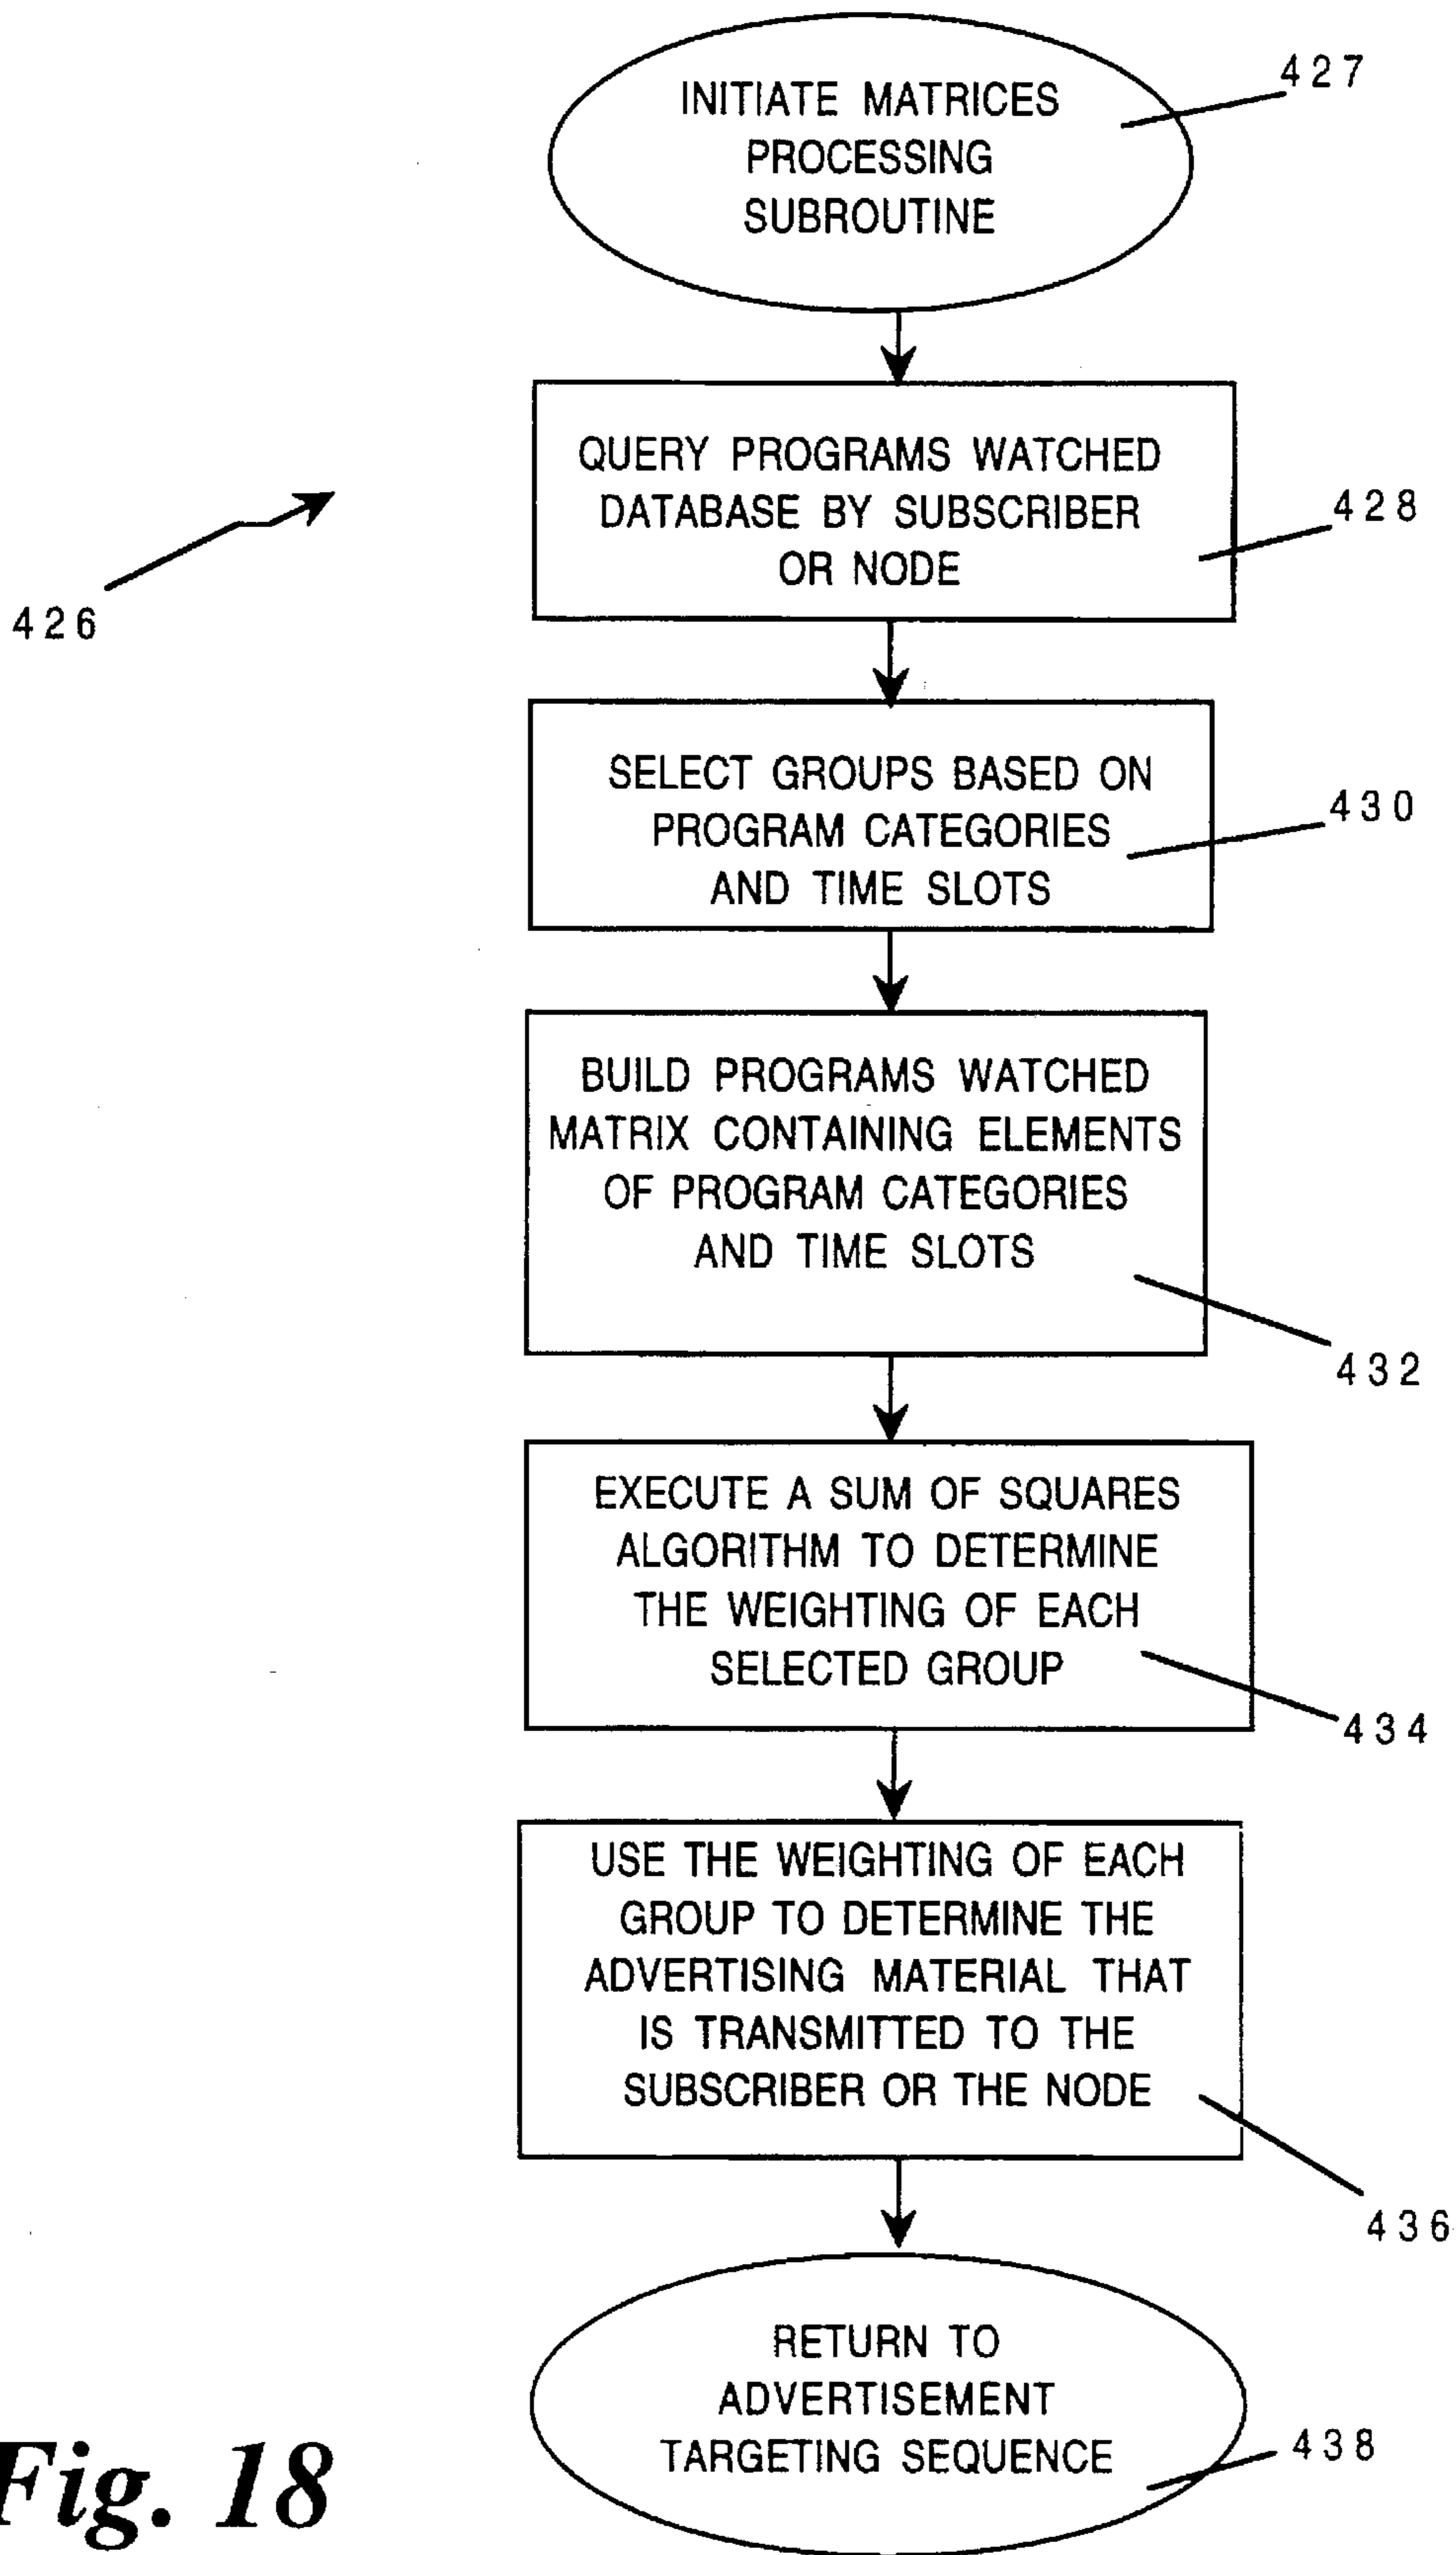 INITIATE MATRICES
PROCESSING
SUBROUTINE
427
QUERY PROGRAMS WATCHED
DATABASE BY SUBSCRIBER
OR NODE
428
426
SELECT GROUPS BASED ON
PROGRAM CATEGORIES
AND TIME SLOTS
430
BUILD PROGRAMS WATCHED
MATRIX CONTAINING ELEMENTS
OF PROGRAM CATEGORIES
AND TIME SLOTS
432
EXECUTE A SUM OF SQUARES
ALGORITHM TO DETERMINE
THE WEIGHTING OF EACH
SELECTED GROUP
434
USE THE WEIGHTING OF EACH
GROUP TO DETERMINE THE
ADVERTISING MATERIAL THAT
IS TRANSMITTED TO THE
SUBSCRIBER OR THE NODE
436
RETURN TO
ADVERTISEMENT
TARGETING SEQUENCE
438
Fig. 18